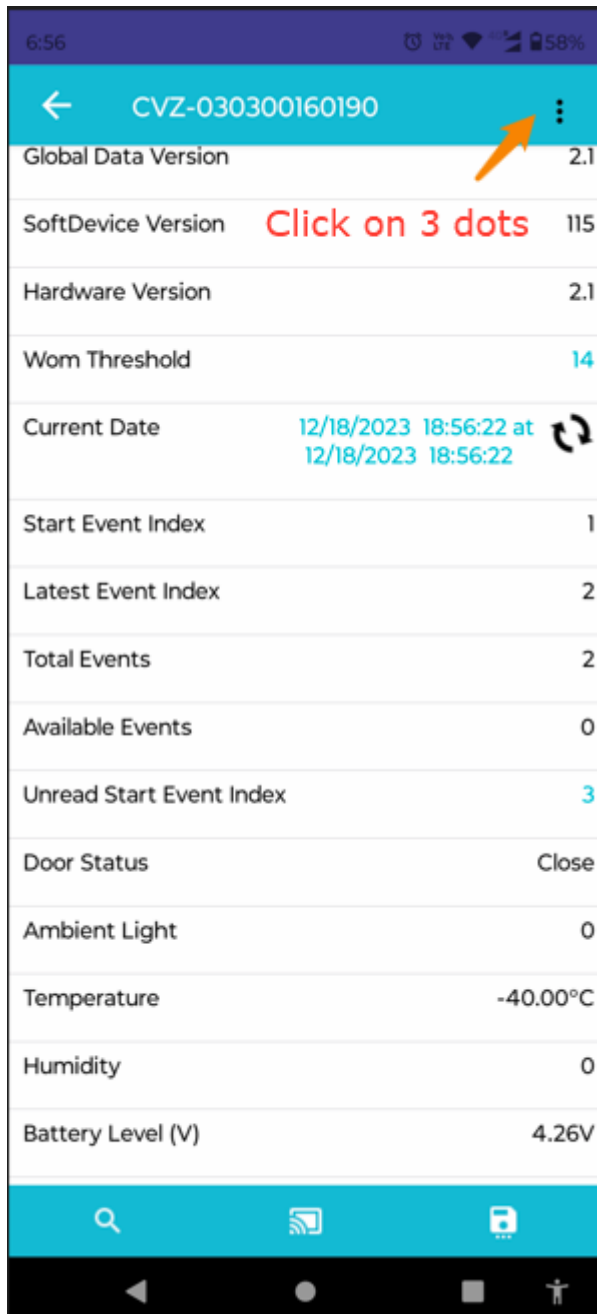 6:56 58%
CVZ-030300160190
Global Data Version 2.1
SoftDevice Version Click on 3 dots 115
Hardware Version 2.1
Wom Threshold 14
Current Date 12/18/2023 18:56:22 at
12/18/2023 18:56:22
Start Event Index 1
Latest Event Index 2
Total Events 2
Available Events 0
Unread Start Event Index 3
Door Status Close
Ambient Light 0
Temperature -40.00°C
Humidity 0
Battery Level (V) 4.26V